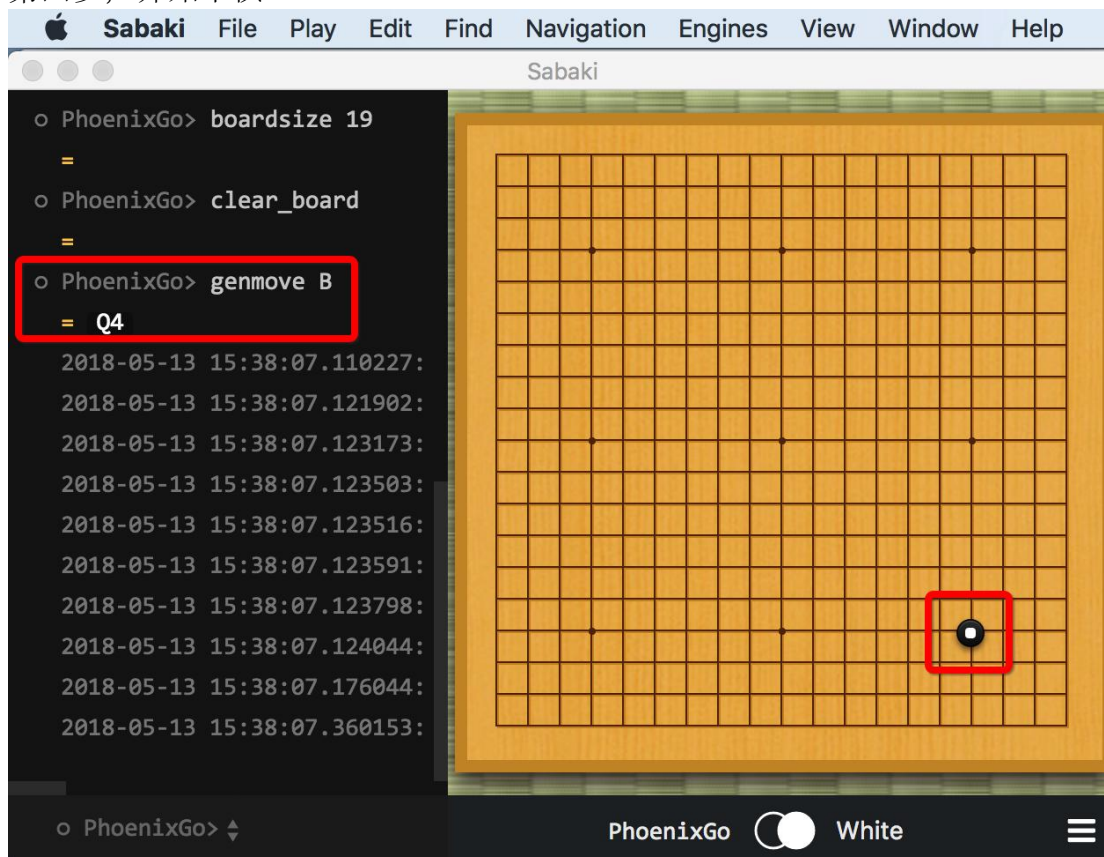 Sabaki File Play Edit Find Navigation Engines View Window Help
Sabaki
PhoenixGo> boardsize 19
=
PhoenixGo> clear_board
=
PhoenixGo> genmove B
= Q4
2018-05-13 15:38:07.110227:
2018-05-13 15:38:07.121902:
2018-05-13 15:38:07.123173:
2018-05-13 15:38:07.123503:
2018-05-13 15:38:07.123516:
2018-05-13 15:38:07.123591:
2018-05-13 15:38:07.123798:
2018-05-13 15:38:07.124044:
2018-05-13 15:38:07.176044:
2018-05-13 15:38:07.360153:
PhoenixGo>
PhoenixGo White